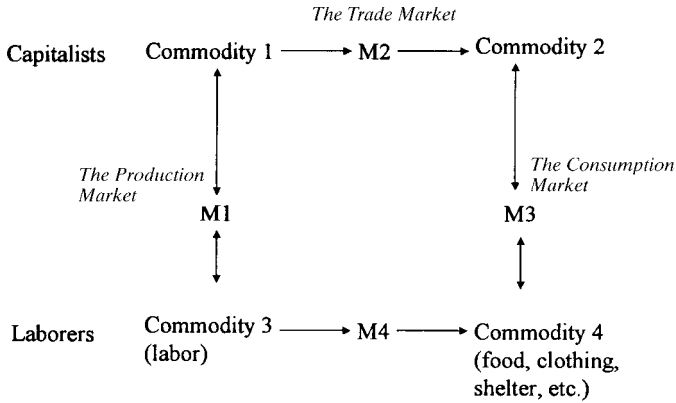 The Trade Market
Capitalists Commodity 1 M2 Commodity 2
The Production
Market
The Consumption
Market
M1 M3
Laborers Commodity 3 M4 Commodity 4
(labor) (food, clothing,
shelter, etc.)